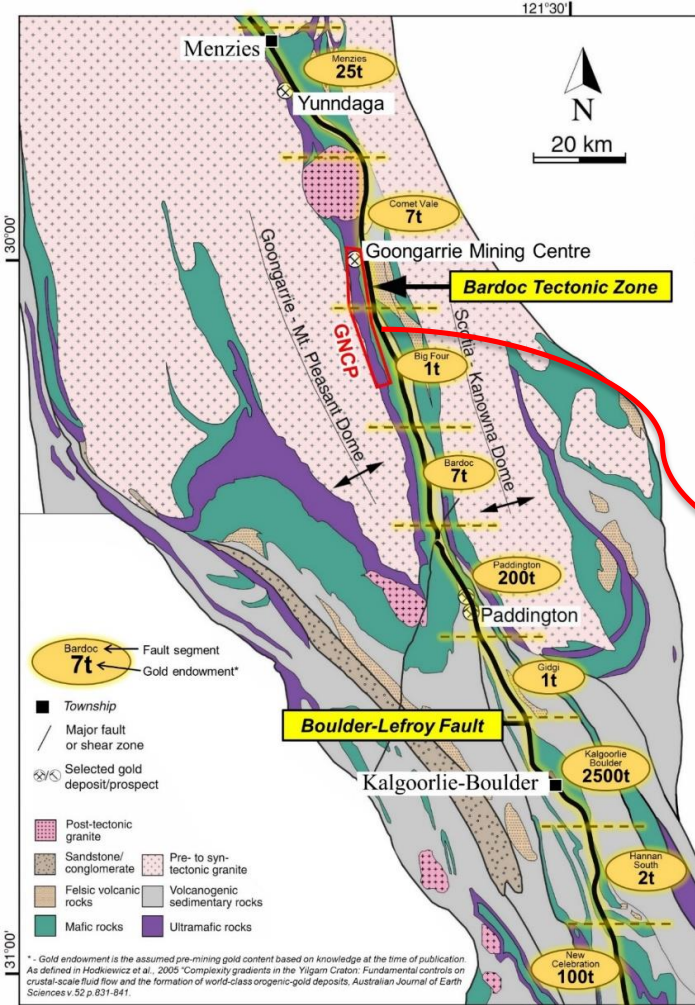 121°30'
Menzies
Menzies
25t
Yunndaga
N
20 km
Comet Vale
7t
30°00'
Goongarrie Mining Centre
Bardoc Tectonic Zone
Goongarrie - Mt. Pleasant Dome
GNCP
Scotia - Kanowna Dome
Big Four
1t
Bardoc
7t
Paddington
200t
Paddington
Gidgi
1t
Boulder-Lefroy Fault
Kalgoorlie
Boulder
2500t
Kalgoorlie-Boulder
Hannan
South
2t
New
Celebration
100t
31°00'
Bardoc
7t
Fault segment
Gold endowment*
Township
Major fault
or shear zone
Selected gold
deposit/prospect
Post-tectonic
granite
Sandstone/
conglomerate
Pre- to syn-
tectonic granite
Felsic volcanic
rocks
Volcanogenic
sedimentary rocks
Mafic rocks
Ultramafic rocks
* - Gold endowment is the assumed pre-mining gold content based on knowledge at the time of publication.
As defined in Hodkiewicz et al., 2005 "Complexity gradients in the Yilgarn Craton: Fundamental controls on
crustal-scale fluid flow and the formation of world-class orogenic-gold deposits, Australian Journal of Earth
Sciences v.52 p.831-841.